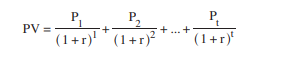 PV = P₁/(1+r)¹ + P₂/(1+r)² + ... + Pₜ/(1+r)ᵗ